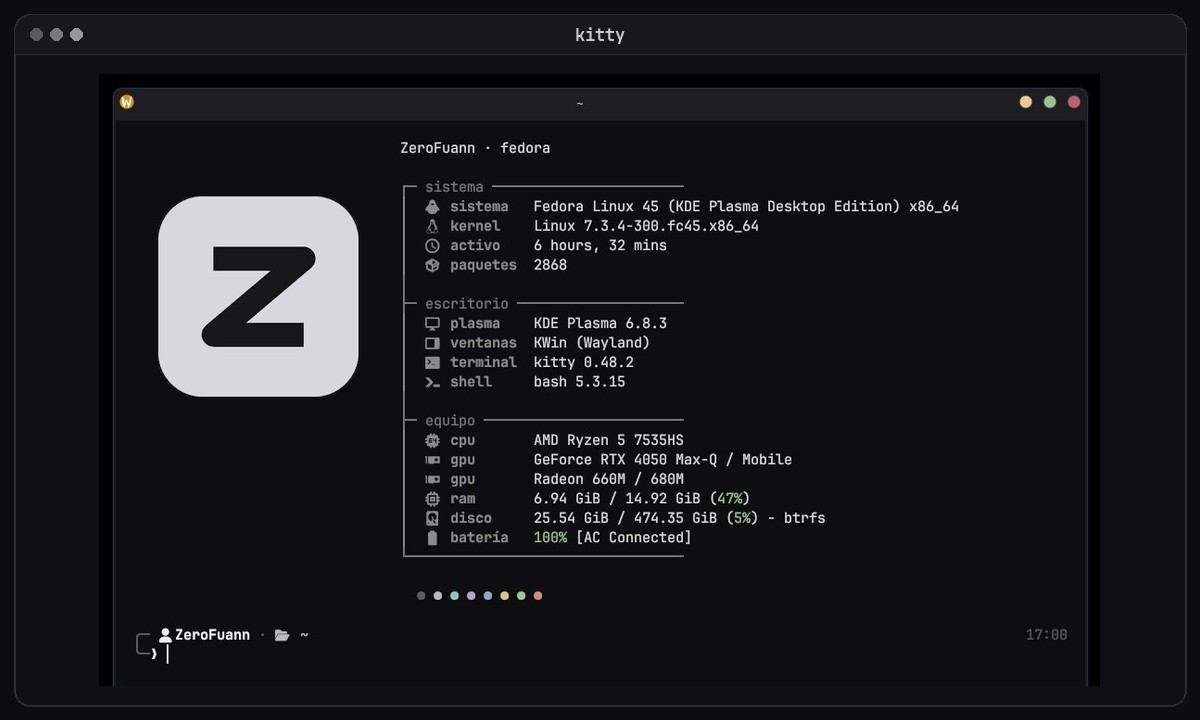 kitty
~
ZeroFuann · fedora
sistema
sistema Fedora Linux 45 (KDE Plasma Desktop Edition) x86_64
kernel Linux 7.3.4-300.fc45.x86_64
activo 6 hours, 32 mins
paquetes 2868
escritorio
plasma KDE Plasma 6.8.3
ventanas KWin (Wayland)
terminal kitty 0.48.2
shell bash 5.3.15
equipo
cpu AMD Ryzen 5 7535HS
gpu GeForce RTX 4050 Max-Q / Mobile
gpu Radeon 660M / 680M
ram 6.94 GiB / 14.92 GiB (47%)
disco 25.54 GiB / 474.35 GiB (5%) - btrfs
batería 100% [AC Connected]
ZeroFuann · ~ 17:00
❯